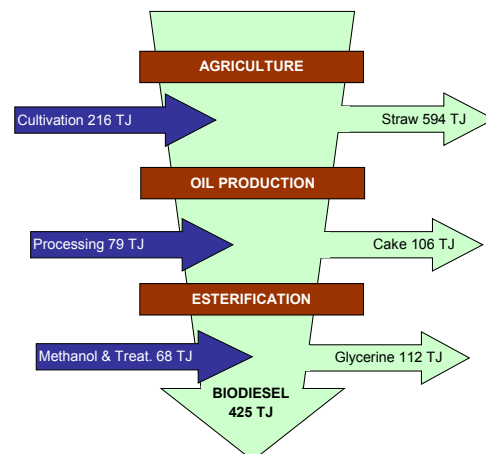 AGRICULTURE
Cultivation 216 TJ
Straw 594 TJ
OIL PRODUCTION
Processing 79 TJ
Cake 106 TJ
ESTERIFICATION
Methanol & Treat. 68 TJ
Glycerine 112 TJ
BIODIESEL
425 TJ